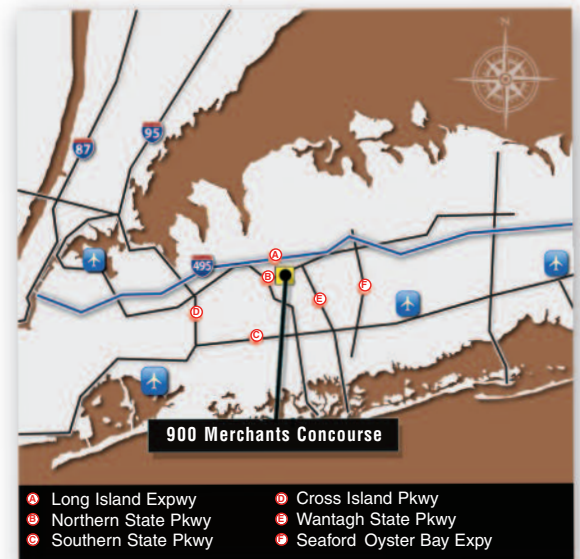 N
95
87
495
A
B
F
E
D
C
900 Merchants Concourse
A Long Island Expwy
B Northern State Pkwy
C Southern State Pkwy
D Cross Island Pkwy
E Wantagh State Pkwy
F Seaford Oyster Bay Expy